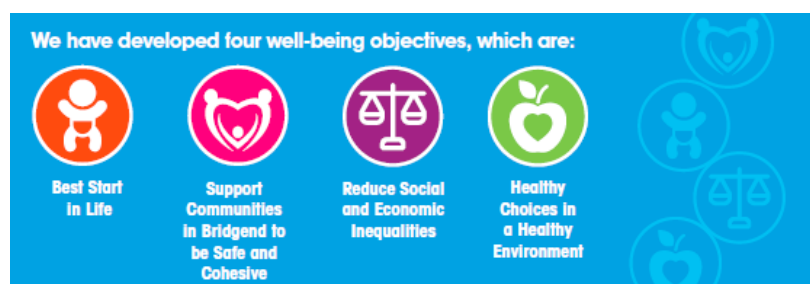 We have developed four well-being objectives, which are:
Best Start
in Life
Support
Communities
in Bridgend to
be Safe and
Cohesive
Reduce Social
and Economic
Inequalities
Healthy
Choices in
a Healthy
Environment